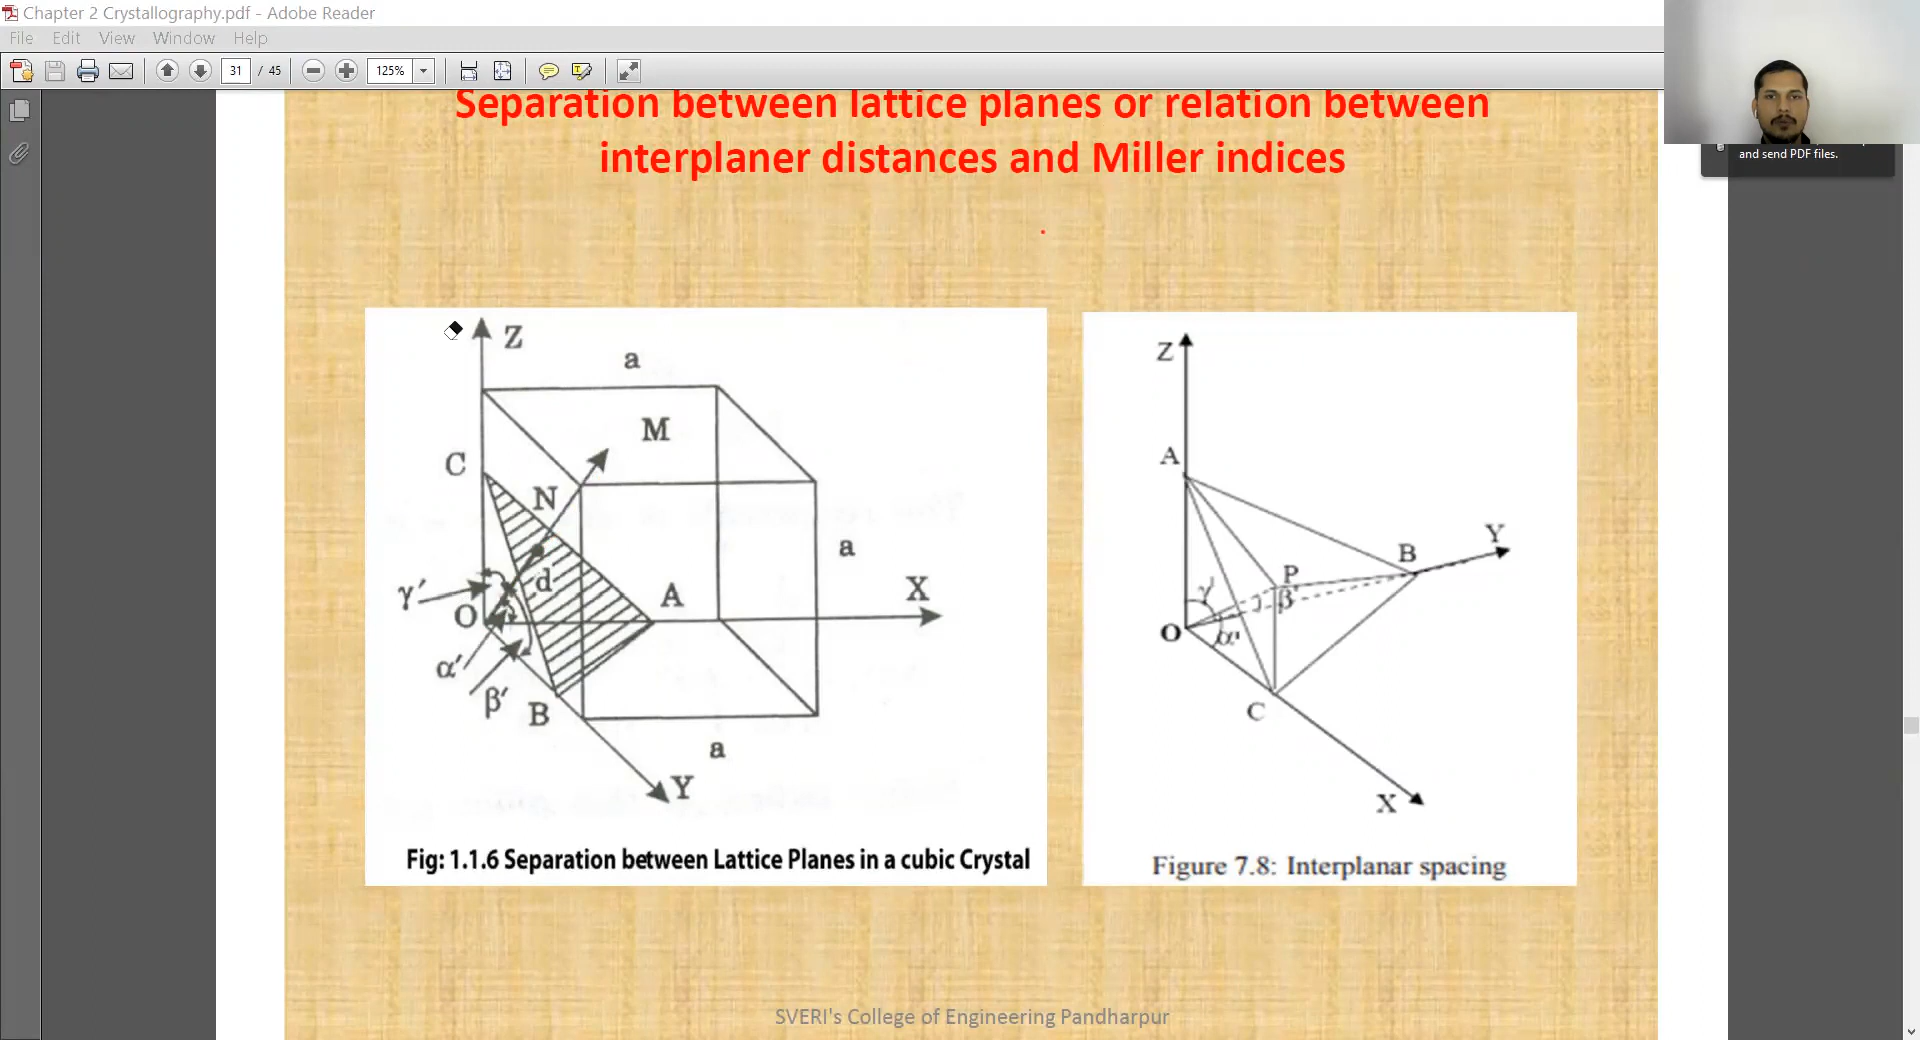 Chapter 2 Crystallography.pdf - Adobe Reader
File Edit View Window Help
31 / 45 125%
and send PDF files.
Separation between lattice planes or relation between
interplaner distances and Miller indices
Z
a
M
C
N
a
d
γ′
A
X
O
α′
β′
B
a
Y
Fig: 1.1.6 Separation between Lattice Planes in a cubic Crystal
Z
A
Y
B
P
γ'
β'
O
α'
C
X
Figure 7.8: Interplanar spacing
SVERI's College of Engineering Pandharpur